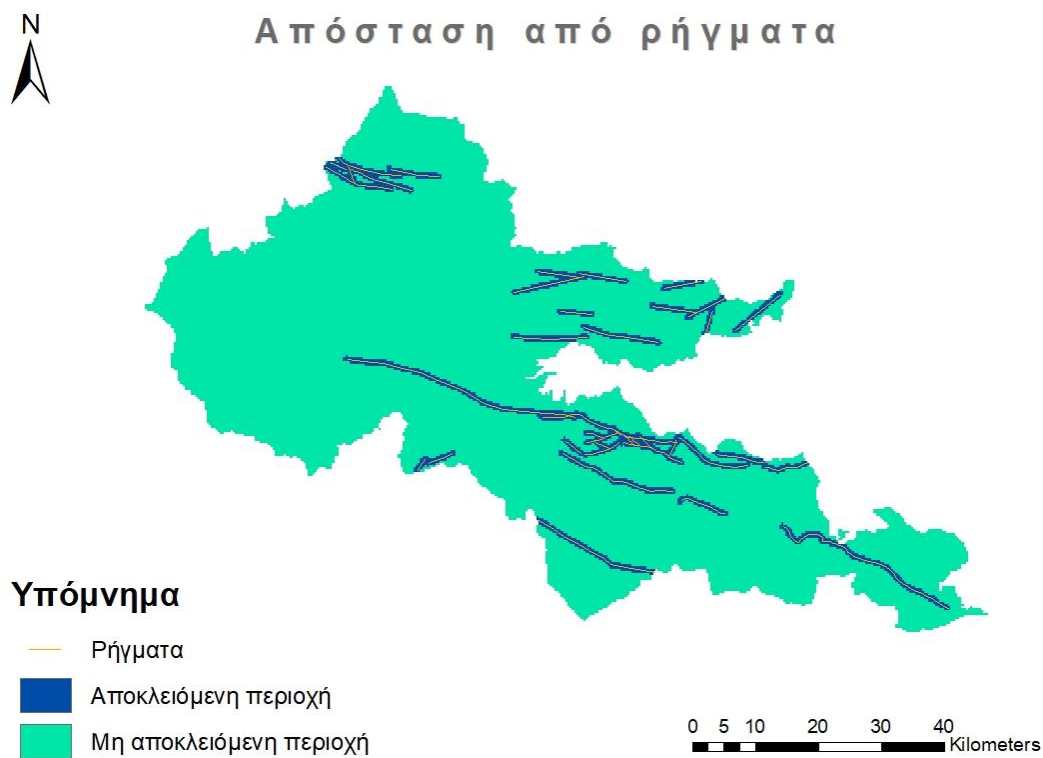 N
Απόσταση από ρήγματα
Υπόμνημα
Ρήγματα
Αποκλειόμενη περιοχή
Μη αποκλειόμενη περιοχή
0 5 10 20 30 40
Kilometers